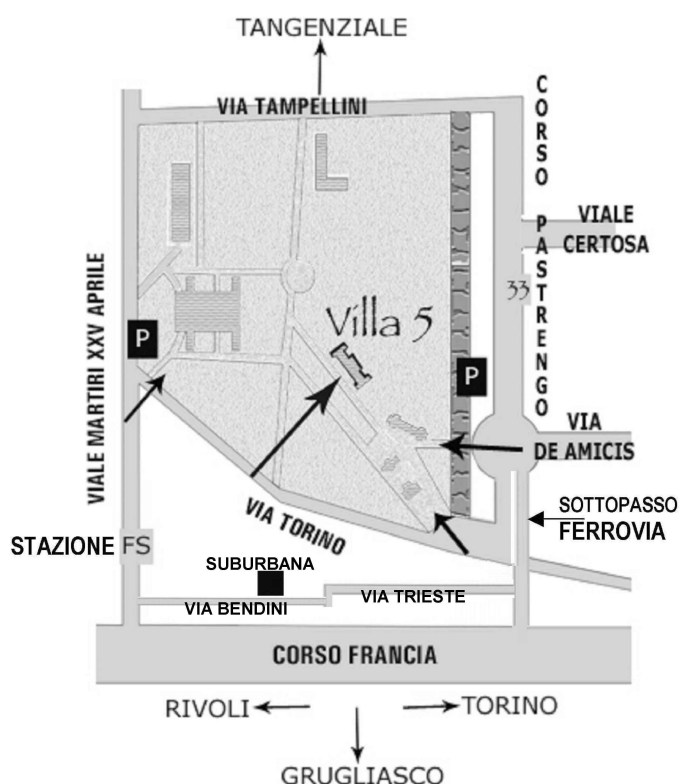 TANGENZIALE
VIA TAMPELLINI
CORSO PASTRENGO
VIALE
CERTOSA
33
VIALE MARTIRI XXV APRILE
Villa 5
P
P
VIA
DE AMICIS
VIA TORINO
SOTTOPASSO
FERROVIA
STAZIONE FS
SUBURBANA
VIA BENDINI
VIA TRIESTE
CORSO FRANCIA
RIVOLI
TORINO
GRUGLIASCO